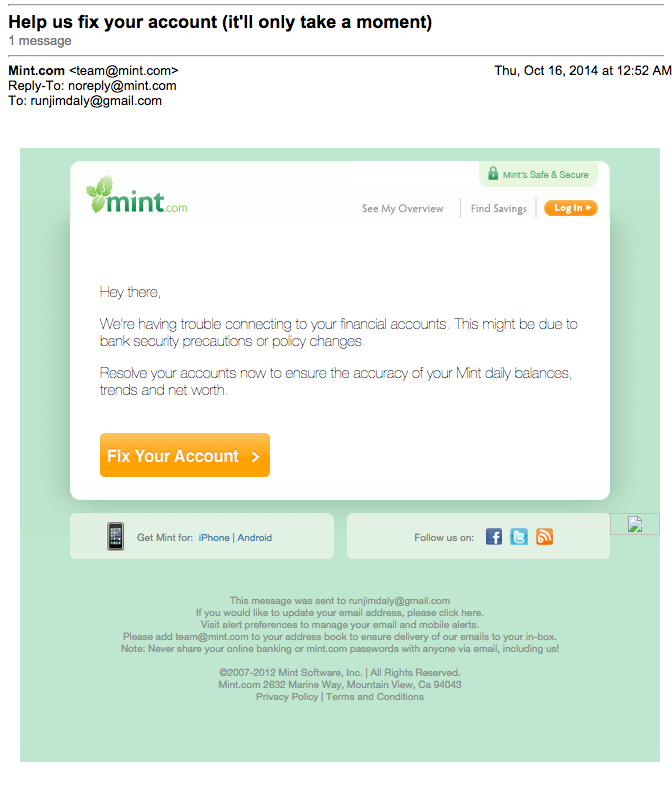 Help us fix your account (it'll only take a moment)
1 message
Mint.com <team@mint.com> Thu, Oct 16, 2014 at 12:52 AM
Reply-To: noreply@mint.com
To: runjimdaly@gmail.com
Mint's Safe & Secure
mint.com
See My Overview | Find Savings | Log In
Hey there,
We're having trouble connecting to your financial accounts. This might be due to
bank security precautions or policy changes.
Resolve your accounts now to ensure the accuracy of your Mint daily balances,
trends and net worth.
Fix Your Account >
Get Mint for: iPhone | Android
Follow us on:
This message was sent to runjimdaly@gmail.com
If you would like to update your email address, please click here.
Visit alert preferences to manage your email and mobile alerts.
Please add team@mint.com to your address book to ensure delivery of our emails to your in-box.
Note: Never share your online banking or mint.com passwords with anyone via email, including us!
©2007-2012 Mint Software, Inc. | All Rights Reserved.
Mint.com 2632 Marine Way, Mountain View, Ca 94043
Privacy Policy | Terms and Conditions